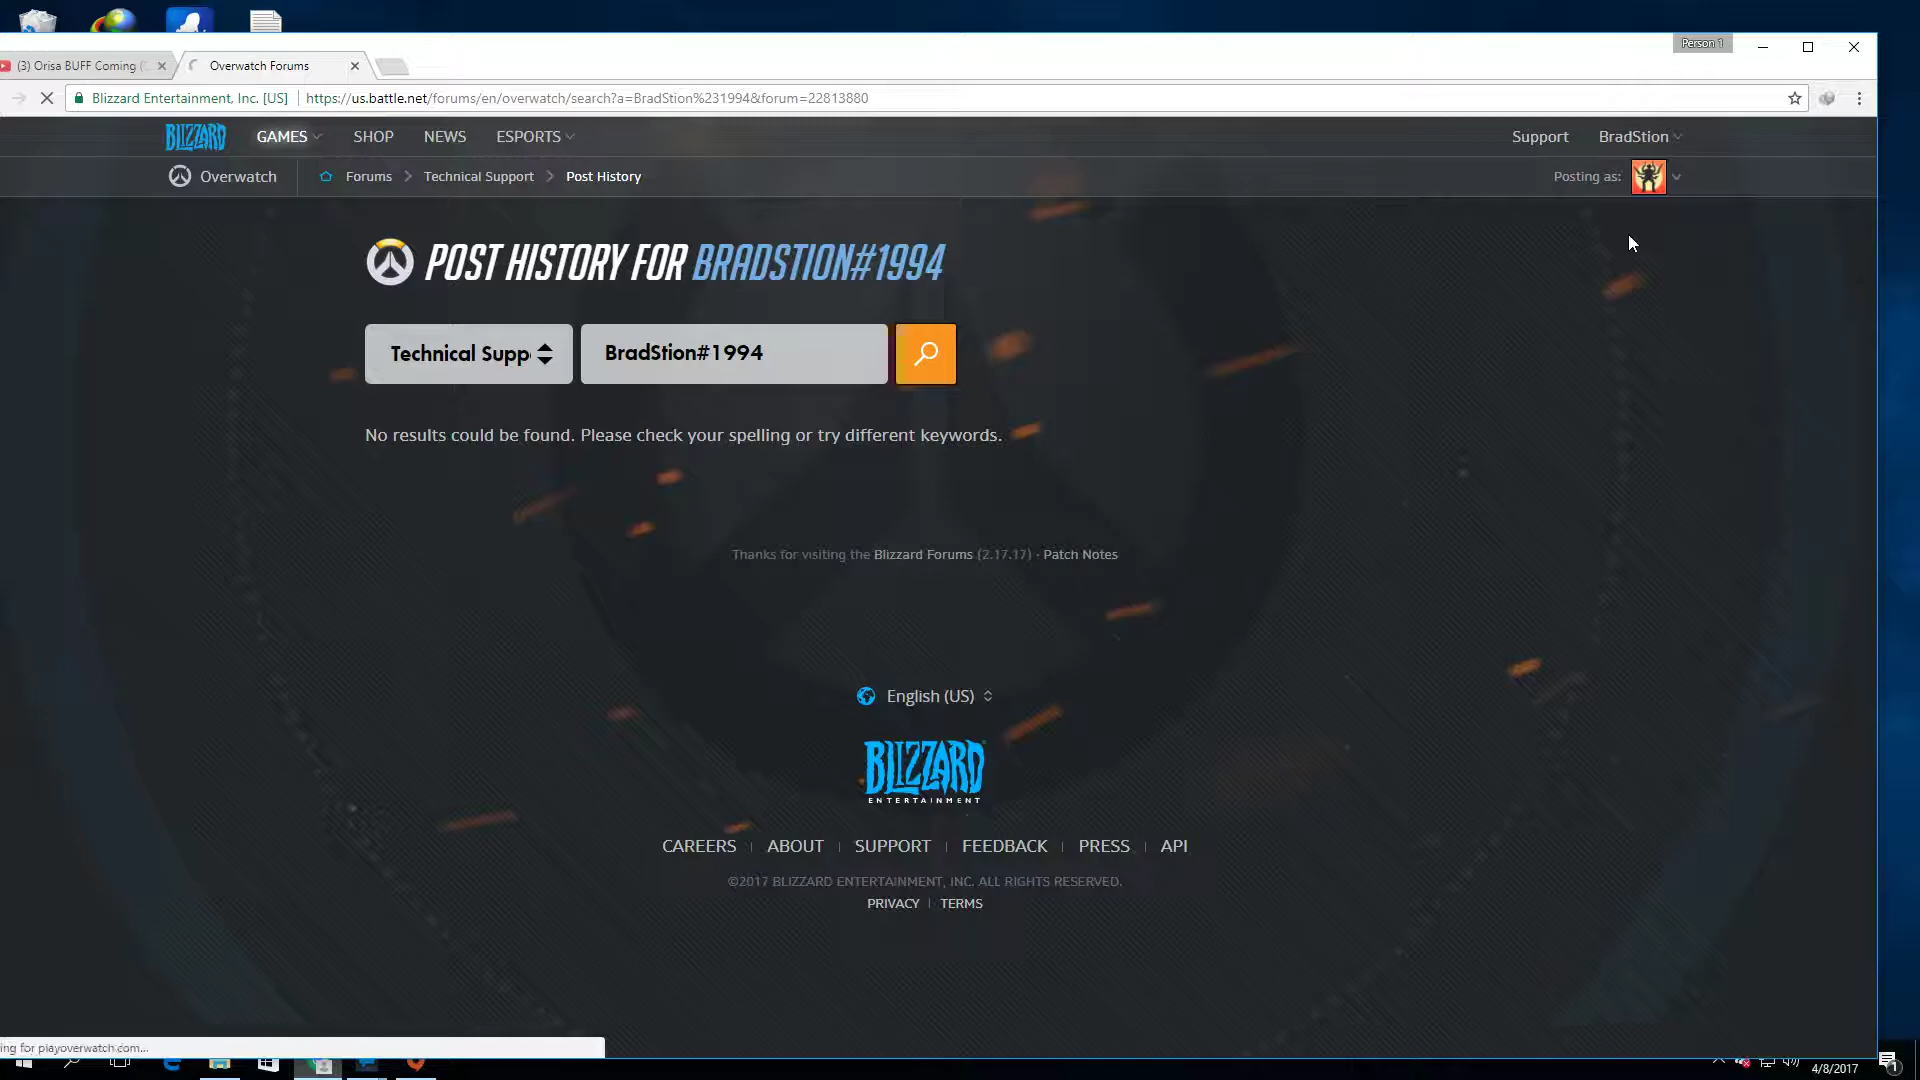 Person 1
(3) Orisa BUFF Coming (
Overwatch Forums
Blizzard Entertainment, Inc. [US]
https://us.battle.net/forums/en/overwatch/search?a=BradStion%231994&forum=22813880
BLIZZARD
GAMES
SHOP
NEWS
ESPORTS
Support
BradStion
Overwatch
Forums
Technical Support
Post History
Posting as:
POST HISTORY FOR BRADSTION#1994
Technical Supp
BradStion#1994
No results could be found. Please check your spelling or try different keywords.
Thanks for visiting the Blizzard Forums (2.17.17) · Patch Notes
English (US)
BLIZZARD
ENTERTAINMENT
CAREERS | ABOUT | SUPPORT | FEEDBACK | PRESS | API
©2017 BLIZZARD ENTERTAINMENT, INC. ALL RIGHTS RESERVED.
PRIVACY | TERMS
ing for playoverwatch.com...
4/8/2017
1